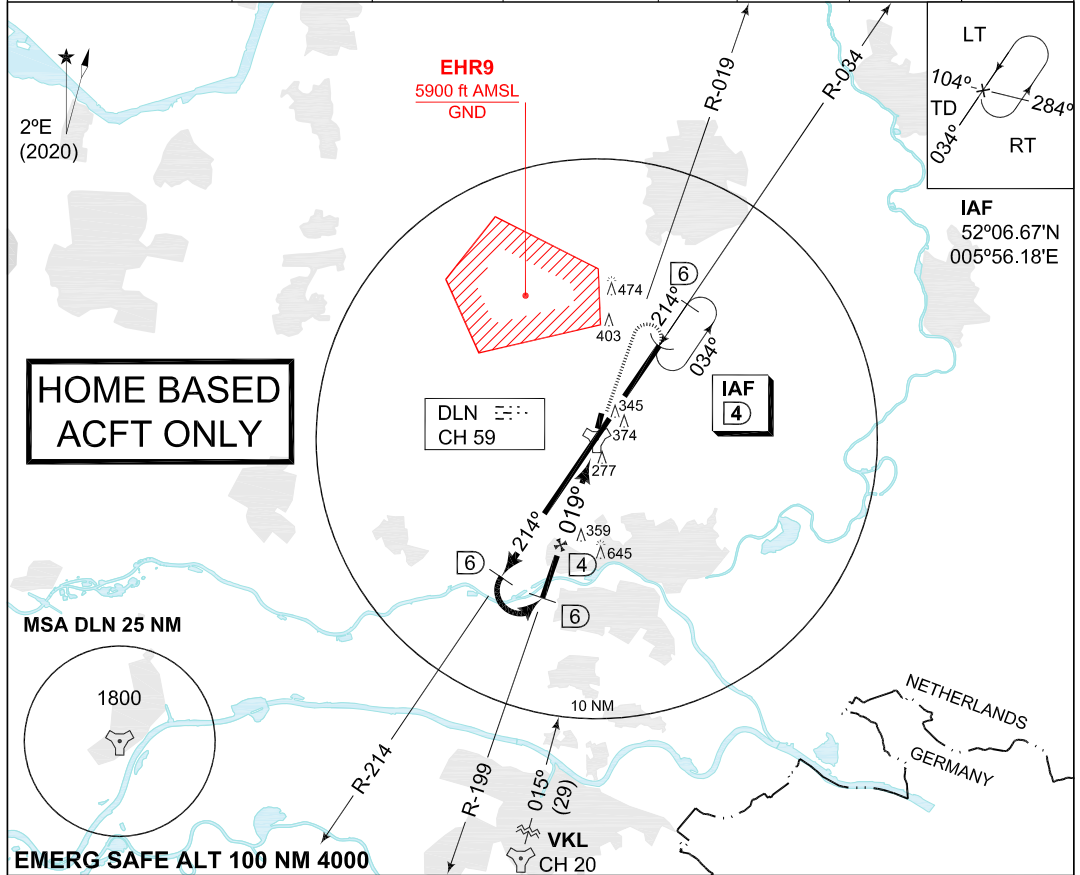 2ºE
(2020)
EHR9
5900 ft AMSL
GND
R-019
R-034
LT
104º
TD
284º
034º
RT
IAF
52º06.67'N
005º56.18'E
474
403
6
214º
034º
HOME BASED
ACFT ONLY
DLN
CH 59
IAF
4
345
374
277
019º
214º
359
645
6
4
6
MSA DLN 25 NM
1800
10 NM
NETHERLANDS
GERMANY
R-214
R-199
015º
(29)
VKL
CH 20
EMERG SAFE ALT 100 NM 4000